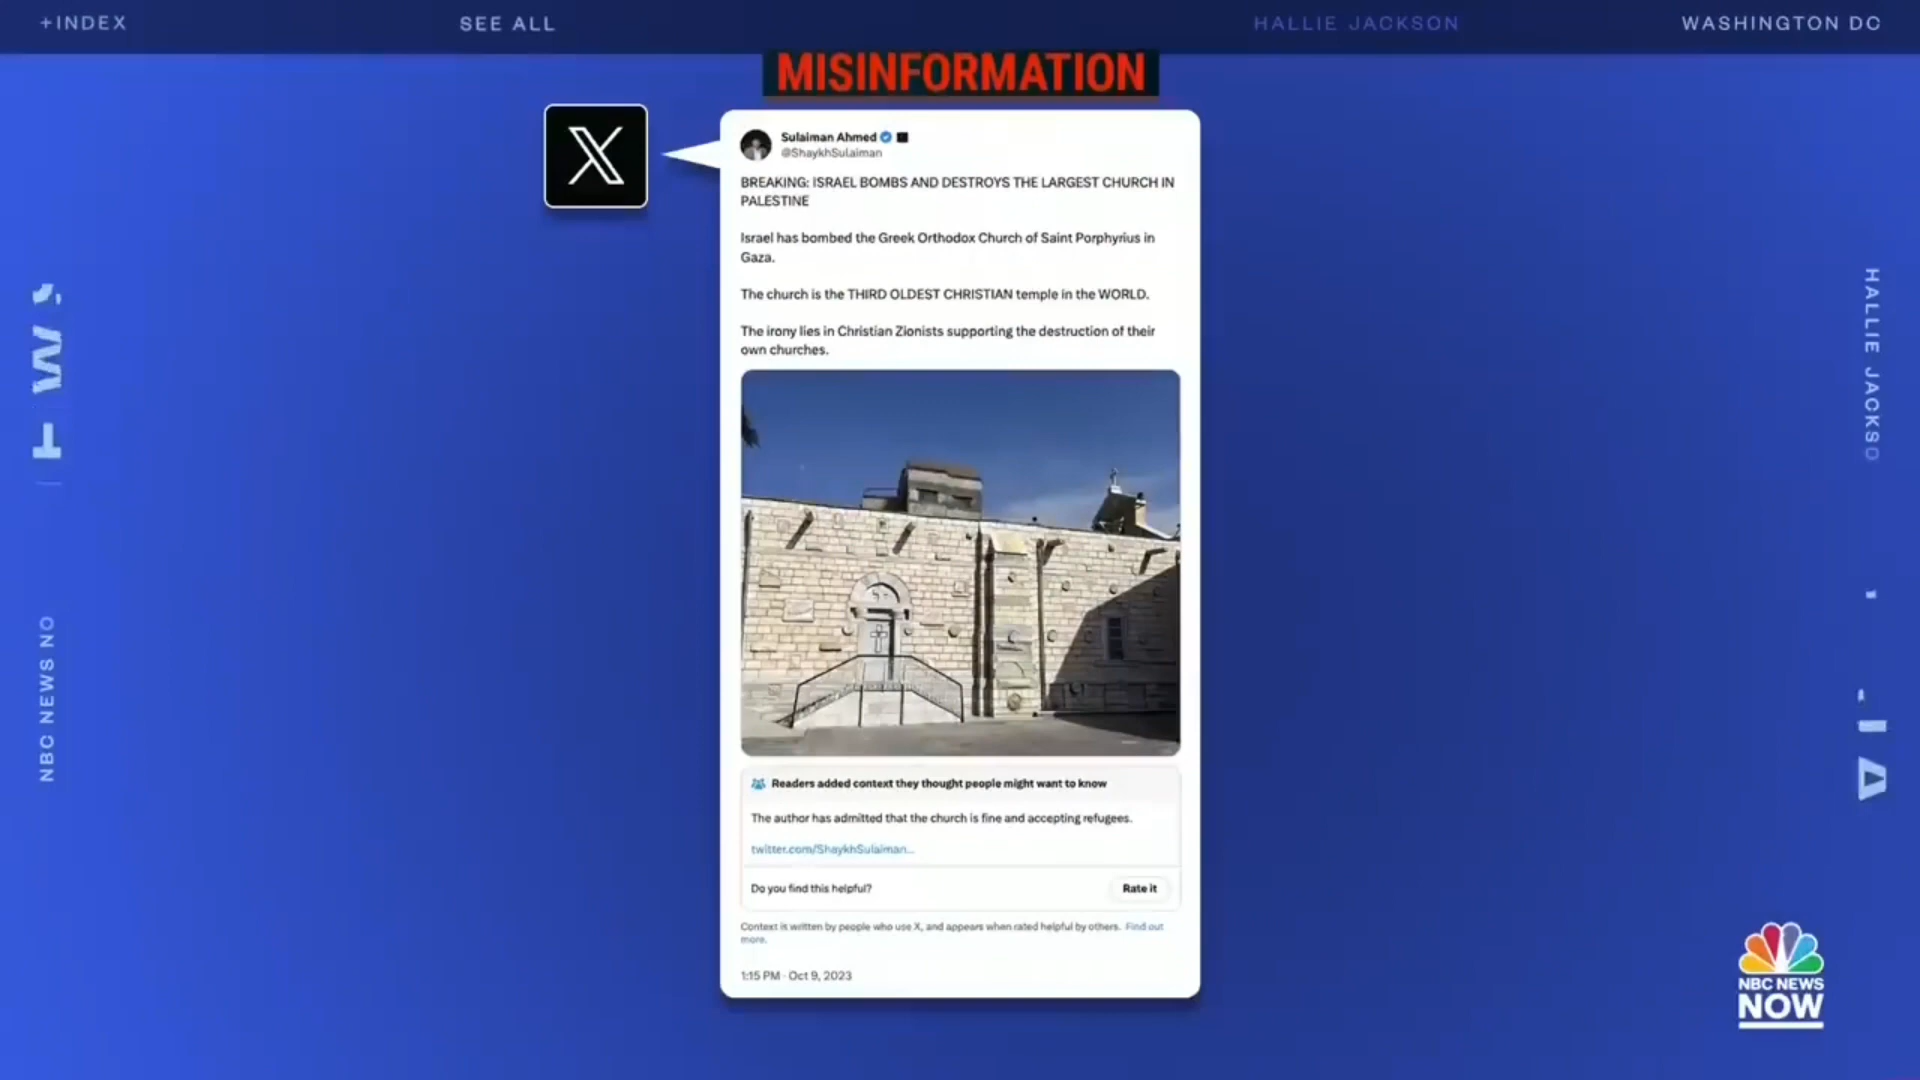 +INDEX
SEE ALL
HALLIE JACKSON
WASHINGTON DC
MISINFORMATION
Sulaiman Ahmed
@ShaykhSulaiman
BREAKING: ISRAEL BOMBS AND DESTROYS THE LARGEST CHURCH IN
PALESTINE
Israel has bombed the Greek Orthodox Church of Saint Porphyrius in
Gaza.
The church is the THIRD OLDEST CHRISTIAN temple in the WORLD.
The irony lies in Christian Zionists supporting the destruction of their
own churches.
Readers added context they thought people might want to know
The author has admitted that the church is fine and accepting refugees.
twitter.com/ShaykhSulaiman...
Do you find this helpful?
Rate it
Context is written by people who use X, and appears when rated helpful by others. Find out
more.
1:15 PM · Oct 9, 2023
NBC NEWS NO
HALLIE JACKSO
NBC NEWS
NOW